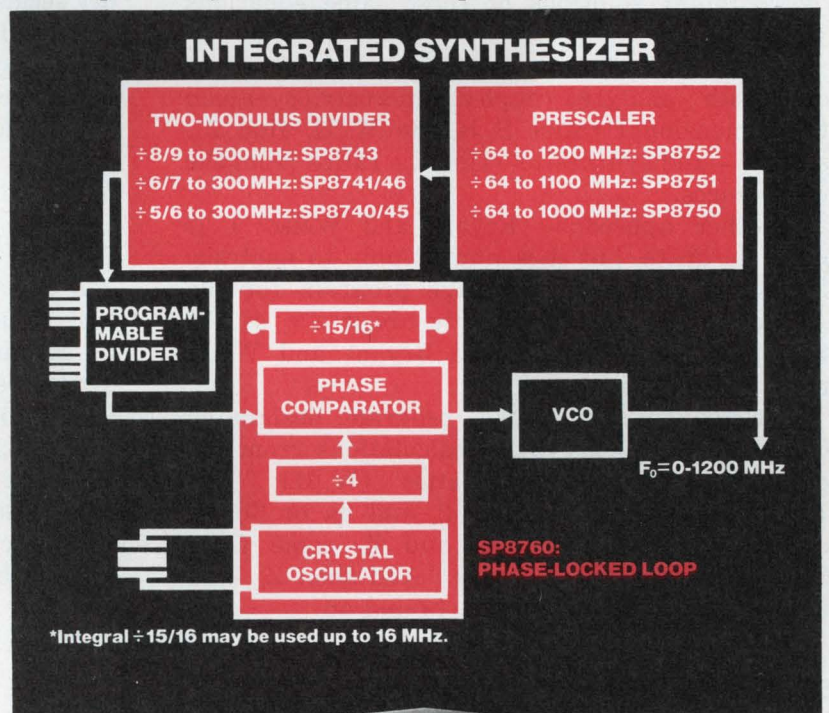 INTEGRATED SYNTHESIZER
TWO-MODULUS DIVIDER
÷8/9 to 500MHz: SP8743
÷6/7 to 300MHz: SP8741/46
÷5/6 to 300MHz: SP8740/45
PRESCALER
÷64 to 1200 MHz: SP8752
÷64 to 1100 MHz: SP8751
÷64 to 1000 MHz: SP8750
PROGRAM-
MABLE
DIVIDER
÷15/16*
PHASE
COMPARATOR
VCO
F₀=0-1200 MHz
÷4
CRYSTAL
OSCILLATOR
SP8760:
PHASE-LOCKED LOOP
*Integral ÷15/16 may be used up to 16 MHz.